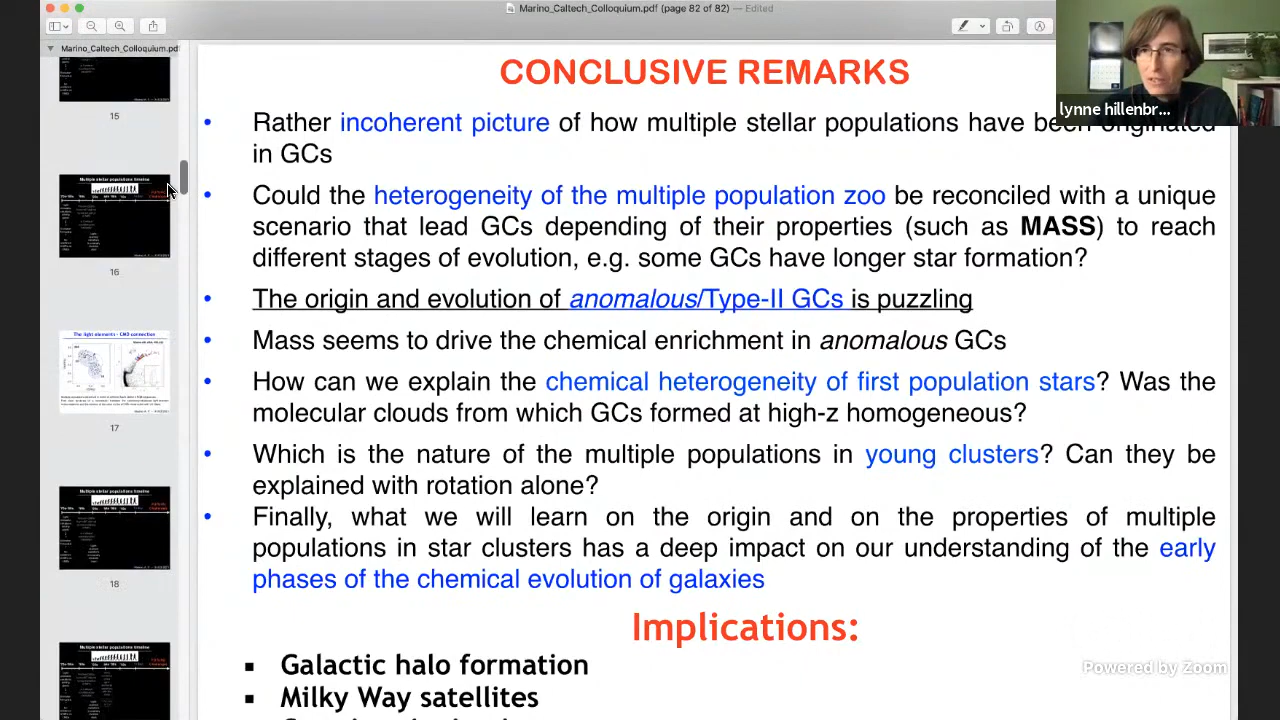 Marino_Caltech_Colloquium.pdf (page 82 of 82) — Edited
Marino_Caltech_Colloquium.pdf
15
Multiple stellar populations timeline
16
The light elements - CMD connection
17
Multiple stellar populations timeline
18
Multiple stellar populations timeline
lynne hillenbr...
CONCLUSIVE REMARKS
• Rather incoherent picture of how multiple stellar populations have been originated
in GCs
• Could the heterogeneity of the multiple population zoo be reconciled with a unique
scenario that lead GCs depending of their properties (such as MASS) to reach
different stages of evolution, e.g. some GCs have longer star formation?
• The origin and evolution of anomalous/Type-II GCs is puzzling
• Mass seems to drive the chemical enrichment in anomalous GCs
• How can we explain the chemical heterogeneity of first population stars? Was the
molecular clouds from which GCs formed at high-z homogeneous?
• Which is the nature of the multiple populations in young clusters? Can they be
explained with rotation alone?
• Finally, what we will learn on the origin and on the properties of multiple
populations in star clusters has a deep impact on our understanding of the early
phases of the chemical evolution of galaxies
Implications:
▪ Galactic halo formation
▪ Milky Way satellites
Powered by Zoom